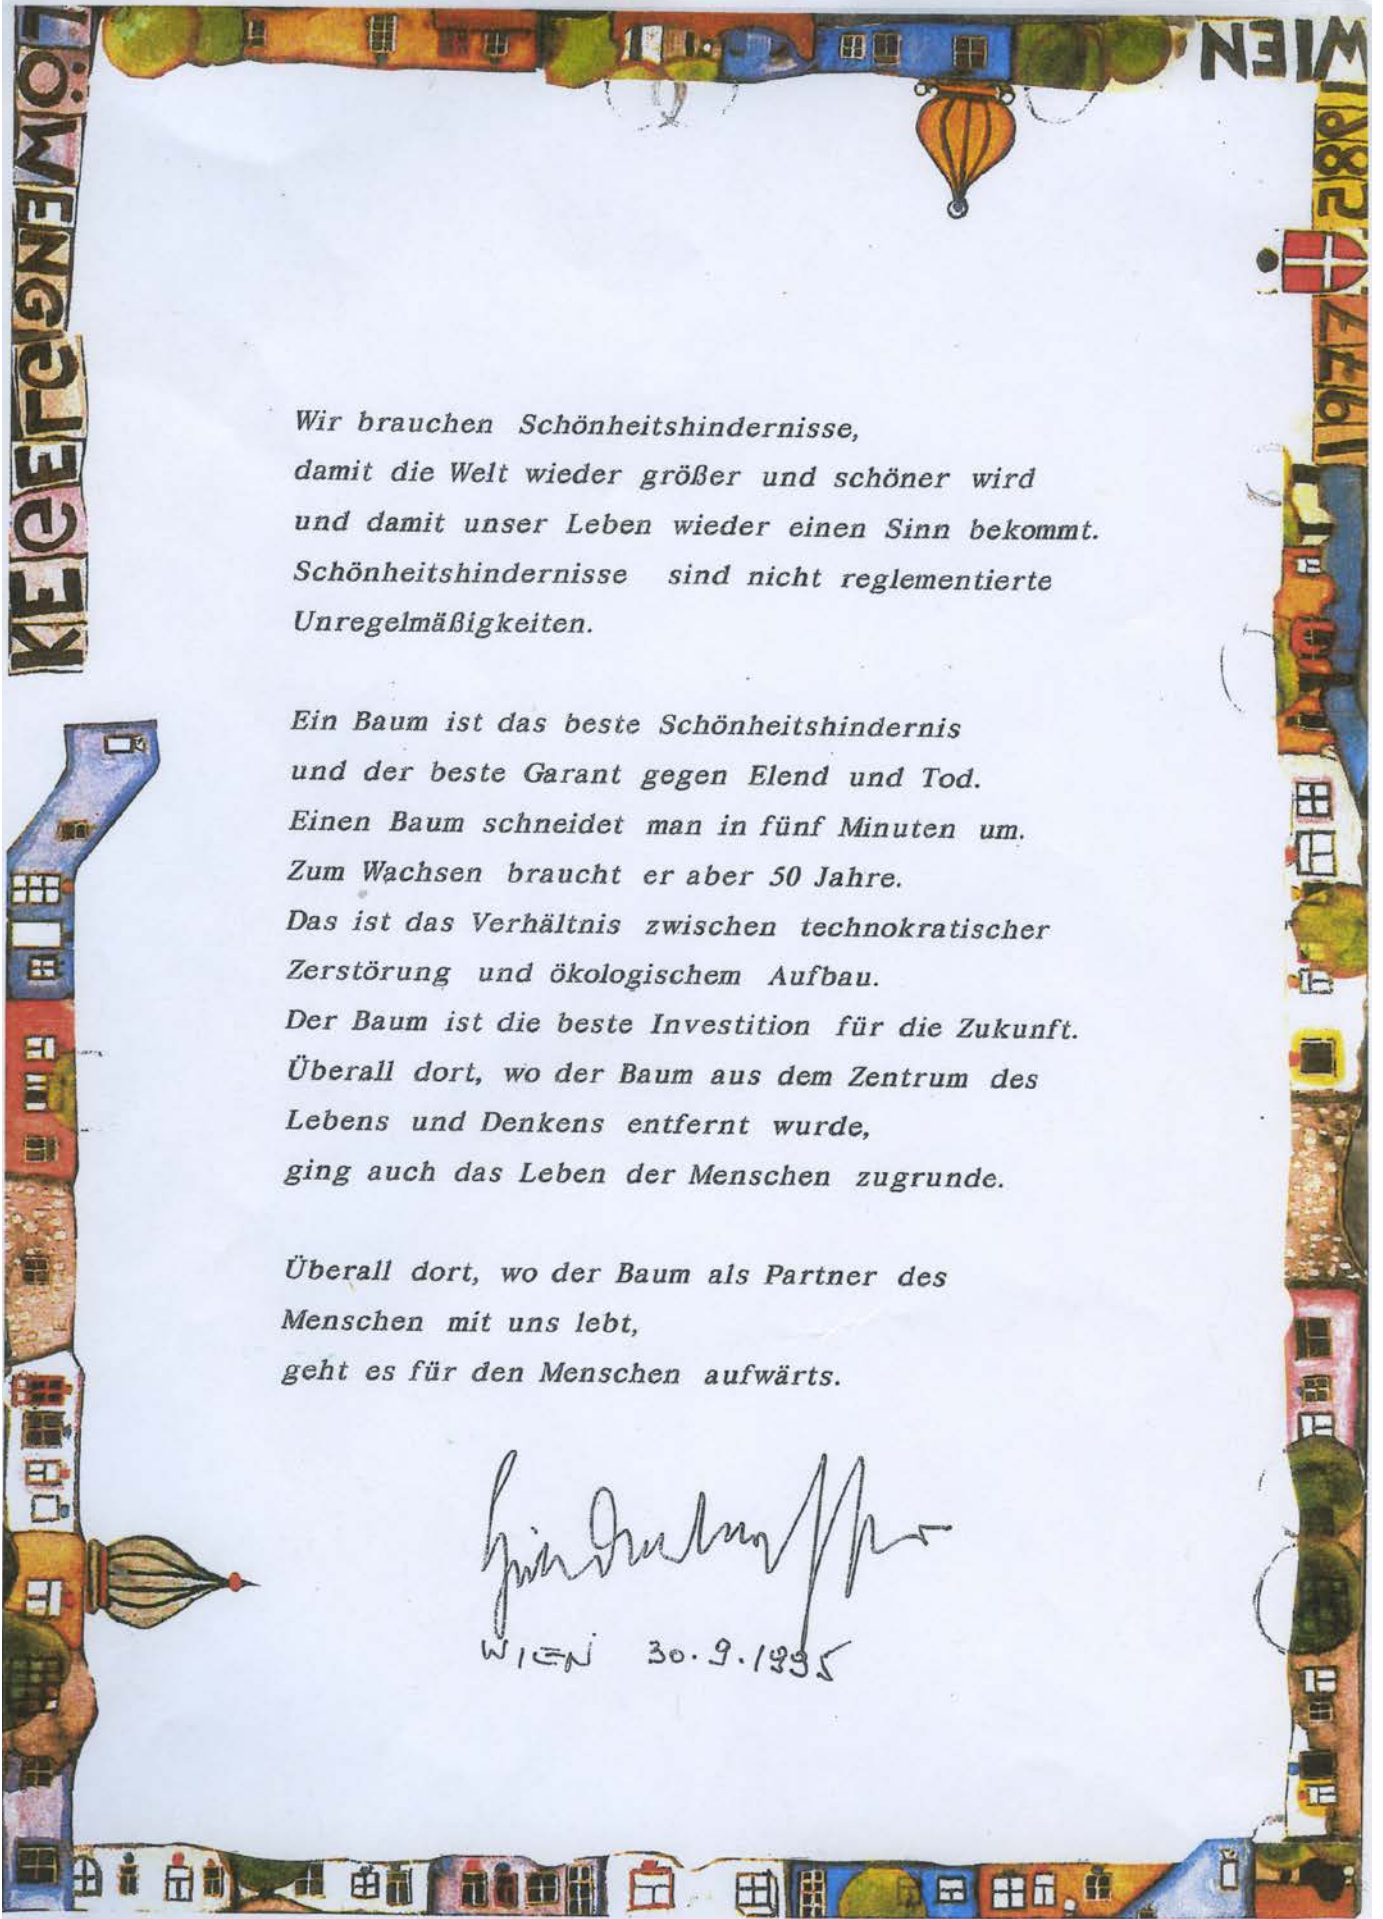 LÖWENG
KEGELG
WIEN
1985
1977
Wir brauchen Schönheitshindernisse,
damit die Welt wieder größer und schöner wird
und damit unser Leben wieder einen Sinn bekommt.
Schönheitshindernisse sind nicht reglementierte
Unregelmäßigkeiten.
Ein Baum ist das beste Schönheitshindernis
und der beste Garant gegen Elend und Tod.
Einen Baum schneidet man in fünf Minuten um.
Zum Wachsen braucht er aber 50 Jahre.
Das ist das Verhältnis zwischen technokratischer
Zerstörung und ökologischem Aufbau.
Der Baum ist die beste Investition für die Zukunft.
Überall dort, wo der Baum aus dem Zentrum des
Lebens und Denkens entfernt wurde,
ging auch das Leben der Menschen zugrunde.
Überall dort, wo der Baum als Partner des
Menschen mit uns lebt,
geht es für den Menschen aufwärts.
Hundertwasser
WIEN 30.9.1995